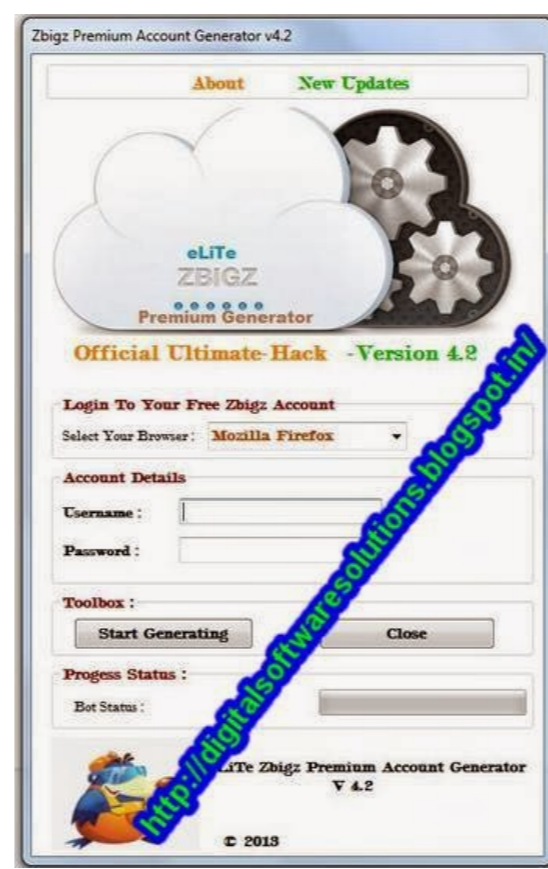 Zbigz Premium Account Generator v4.2
About New Updates
eLiTe
ZBIGZ
Premium Generator
Official Ultimate-Hack -Version 4.2
Login To Your Free Zbigz Account
Select Your Browser: Mozilla Firefox
Account Details
Username :
Password :
Toolbox :
Start Generating Close
Progess Status :
Bot Status :
LiTe Zbigz Premium Account Generator
V 4.2
© 2013
http://digitalsoftwaresolutions.blogspot.in/